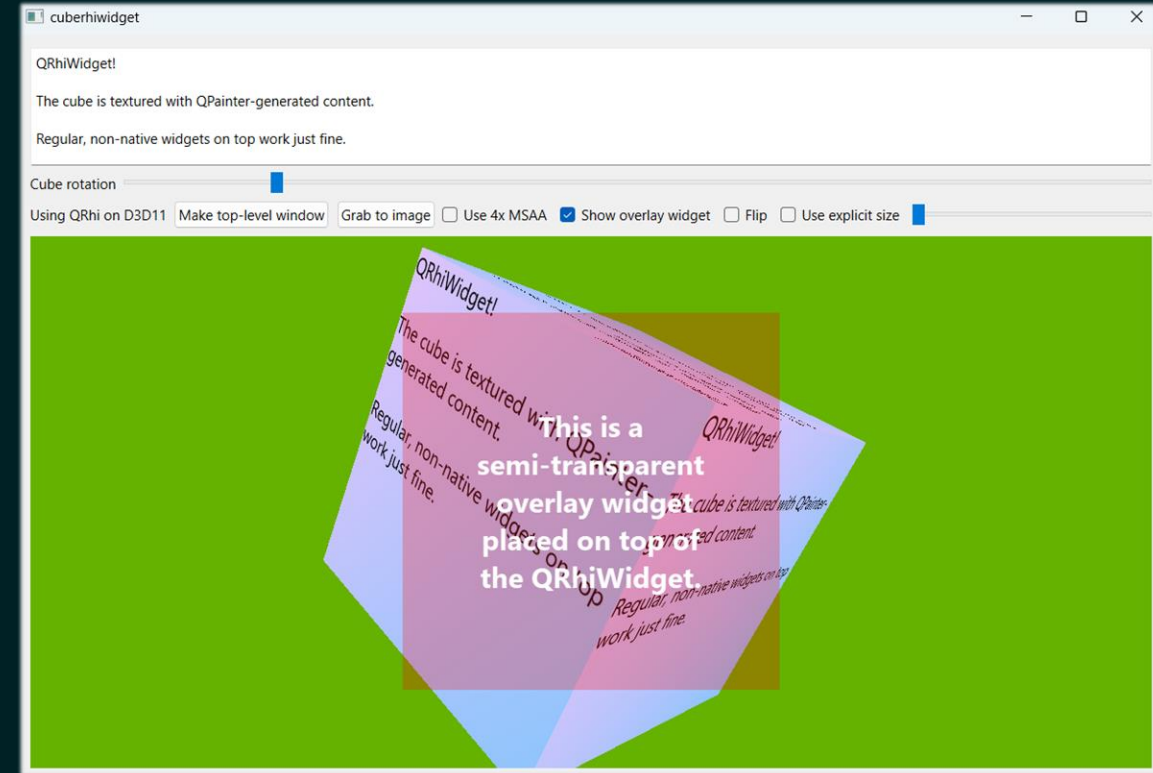 cuberhiwidget
QRhiWidget!
The cube is textured with QPainter-generated content.
Regular, non-native widgets on top work just fine.
Cube rotation
Using QRhi on D3D11 Make top-level window Grab to image Use 4x MSAA Show overlay widget Flip Use explicit size
QRhiWidget!
The cube is textured with QPainter-
generated content.
Regular, non-native widgets on top
work just fine.
This is a
semi-transparent
overlay widget
placed on top of
the QRhiWidget.
QRhiWidget!
The cube is textured with QPainter-
generated content.
Regular, non-native widgets on top
work just fine.